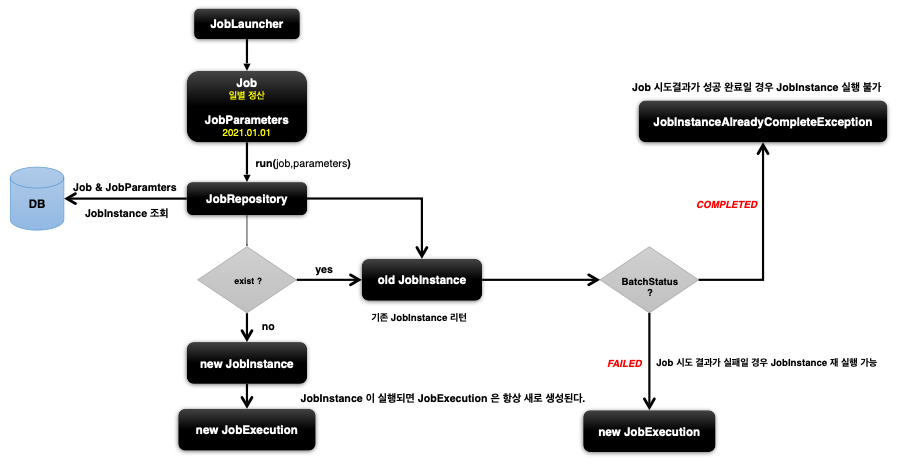 JobLauncher
Job
일별 정산
JobParameters
2021.01.01
run(job,parameters}
Job & JobParamters
DB
JobInstance 조회
JobRepository
exist ?
yes
no
old JobInstance
기존 JobInstance 리턴
new JobInstance
JobInstance 이 실행되면 JobExecution 은 항상 새로 생성된다.
new JobExecution
Job 시도결과가 성공 완료일 경우 JobInstance 실행 불가
JobInstanceAlreadyCompleteException
COMPLETED
BatchStatus
?
FAILED
Job 시도 결과가 실패일 경우 JobInstance 재 실행 가능
new JobExecution